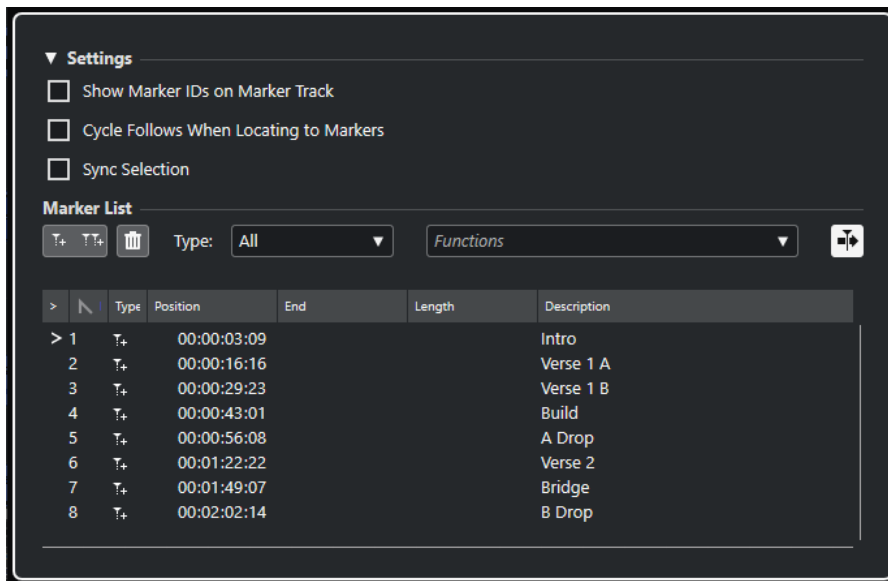 ▼ Settings
Show Marker IDs on Marker Track
Cycle Follows When Locating to Markers
Sync Selection
Marker List
Type: All Functions
> Type Position End Length Description
> 1 00:00:03:09 Intro
2 00:00:16:16 Verse 1 A
3 00:00:29:23 Verse 1 B
4 00:00:43:01 Build
5 00:00:56:08 A Drop
6 00:01:22:22 Verse 2
7 00:01:49:07 Bridge
8 00:02:02:14 B Drop